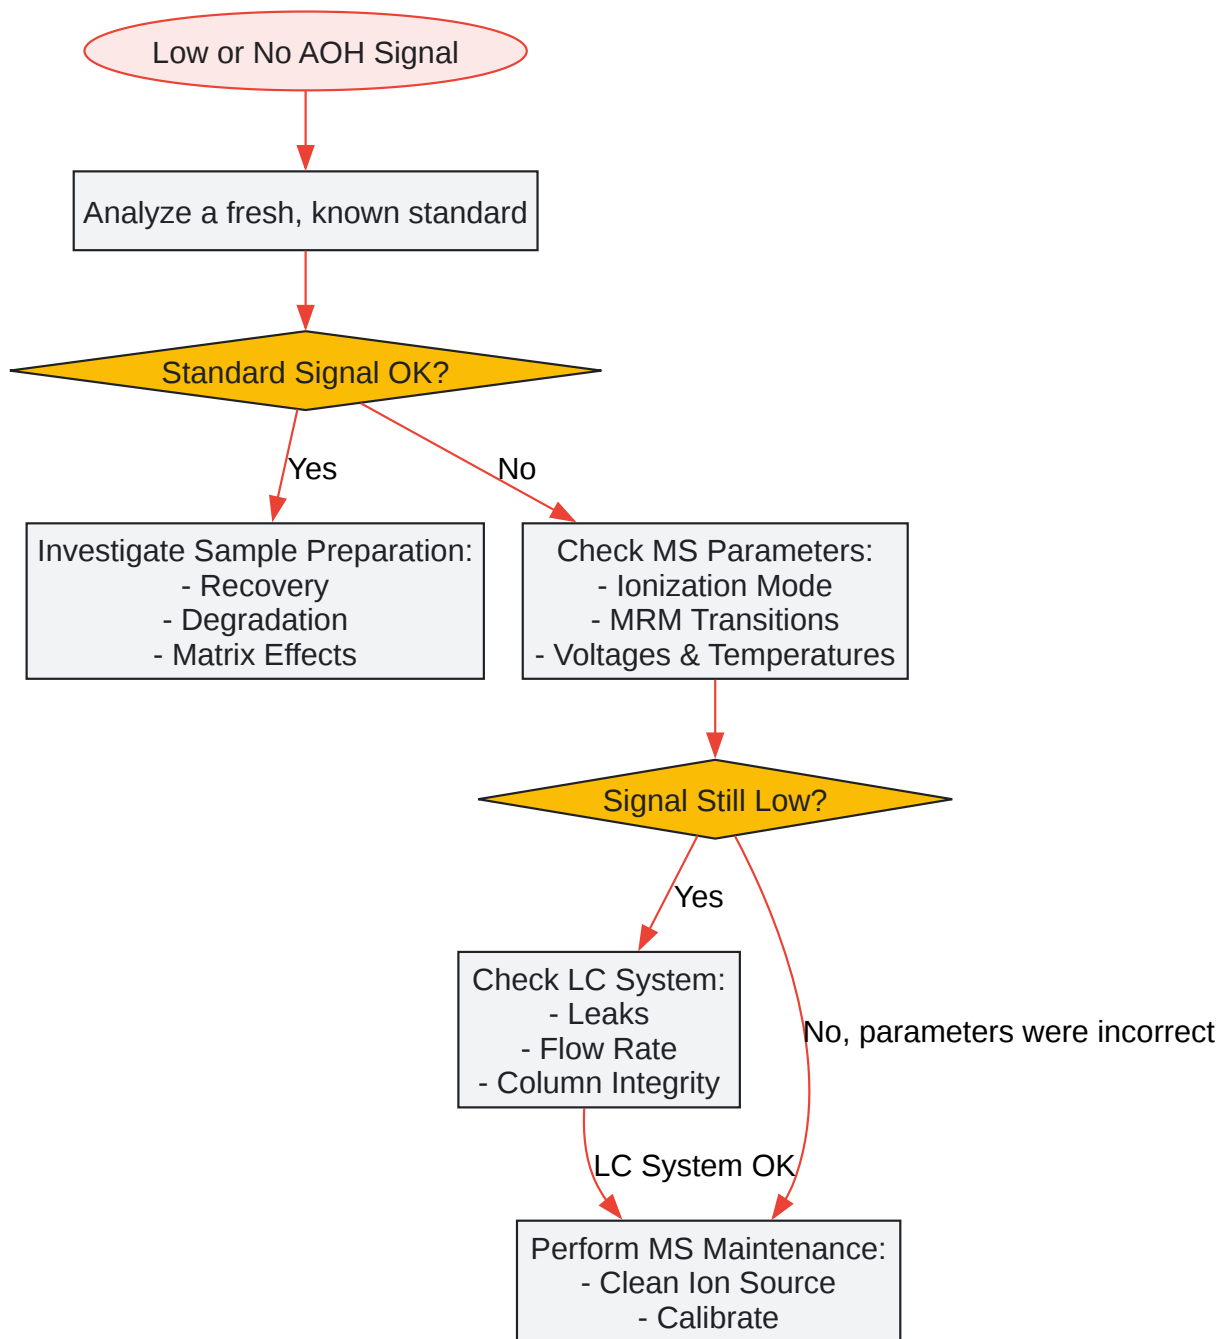 Low or No AOH Signal
Analyze a fresh, known standard
Standard Signal OK?
Yes
No
Investigate Sample Preparation:
- Recovery
- Degradation
- Matrix Effects
Check MS Parameters:
- Ionization Mode
- MRM Transitions
- Voltages & Temperatures
Signal Still Low?
Yes
Check LC System:
- Leaks
- Flow Rate
- Column Integrity
No, parameters were incorrect
LC System OK
Perform MS Maintenance:
- Clean Ion Source
- Calibrate